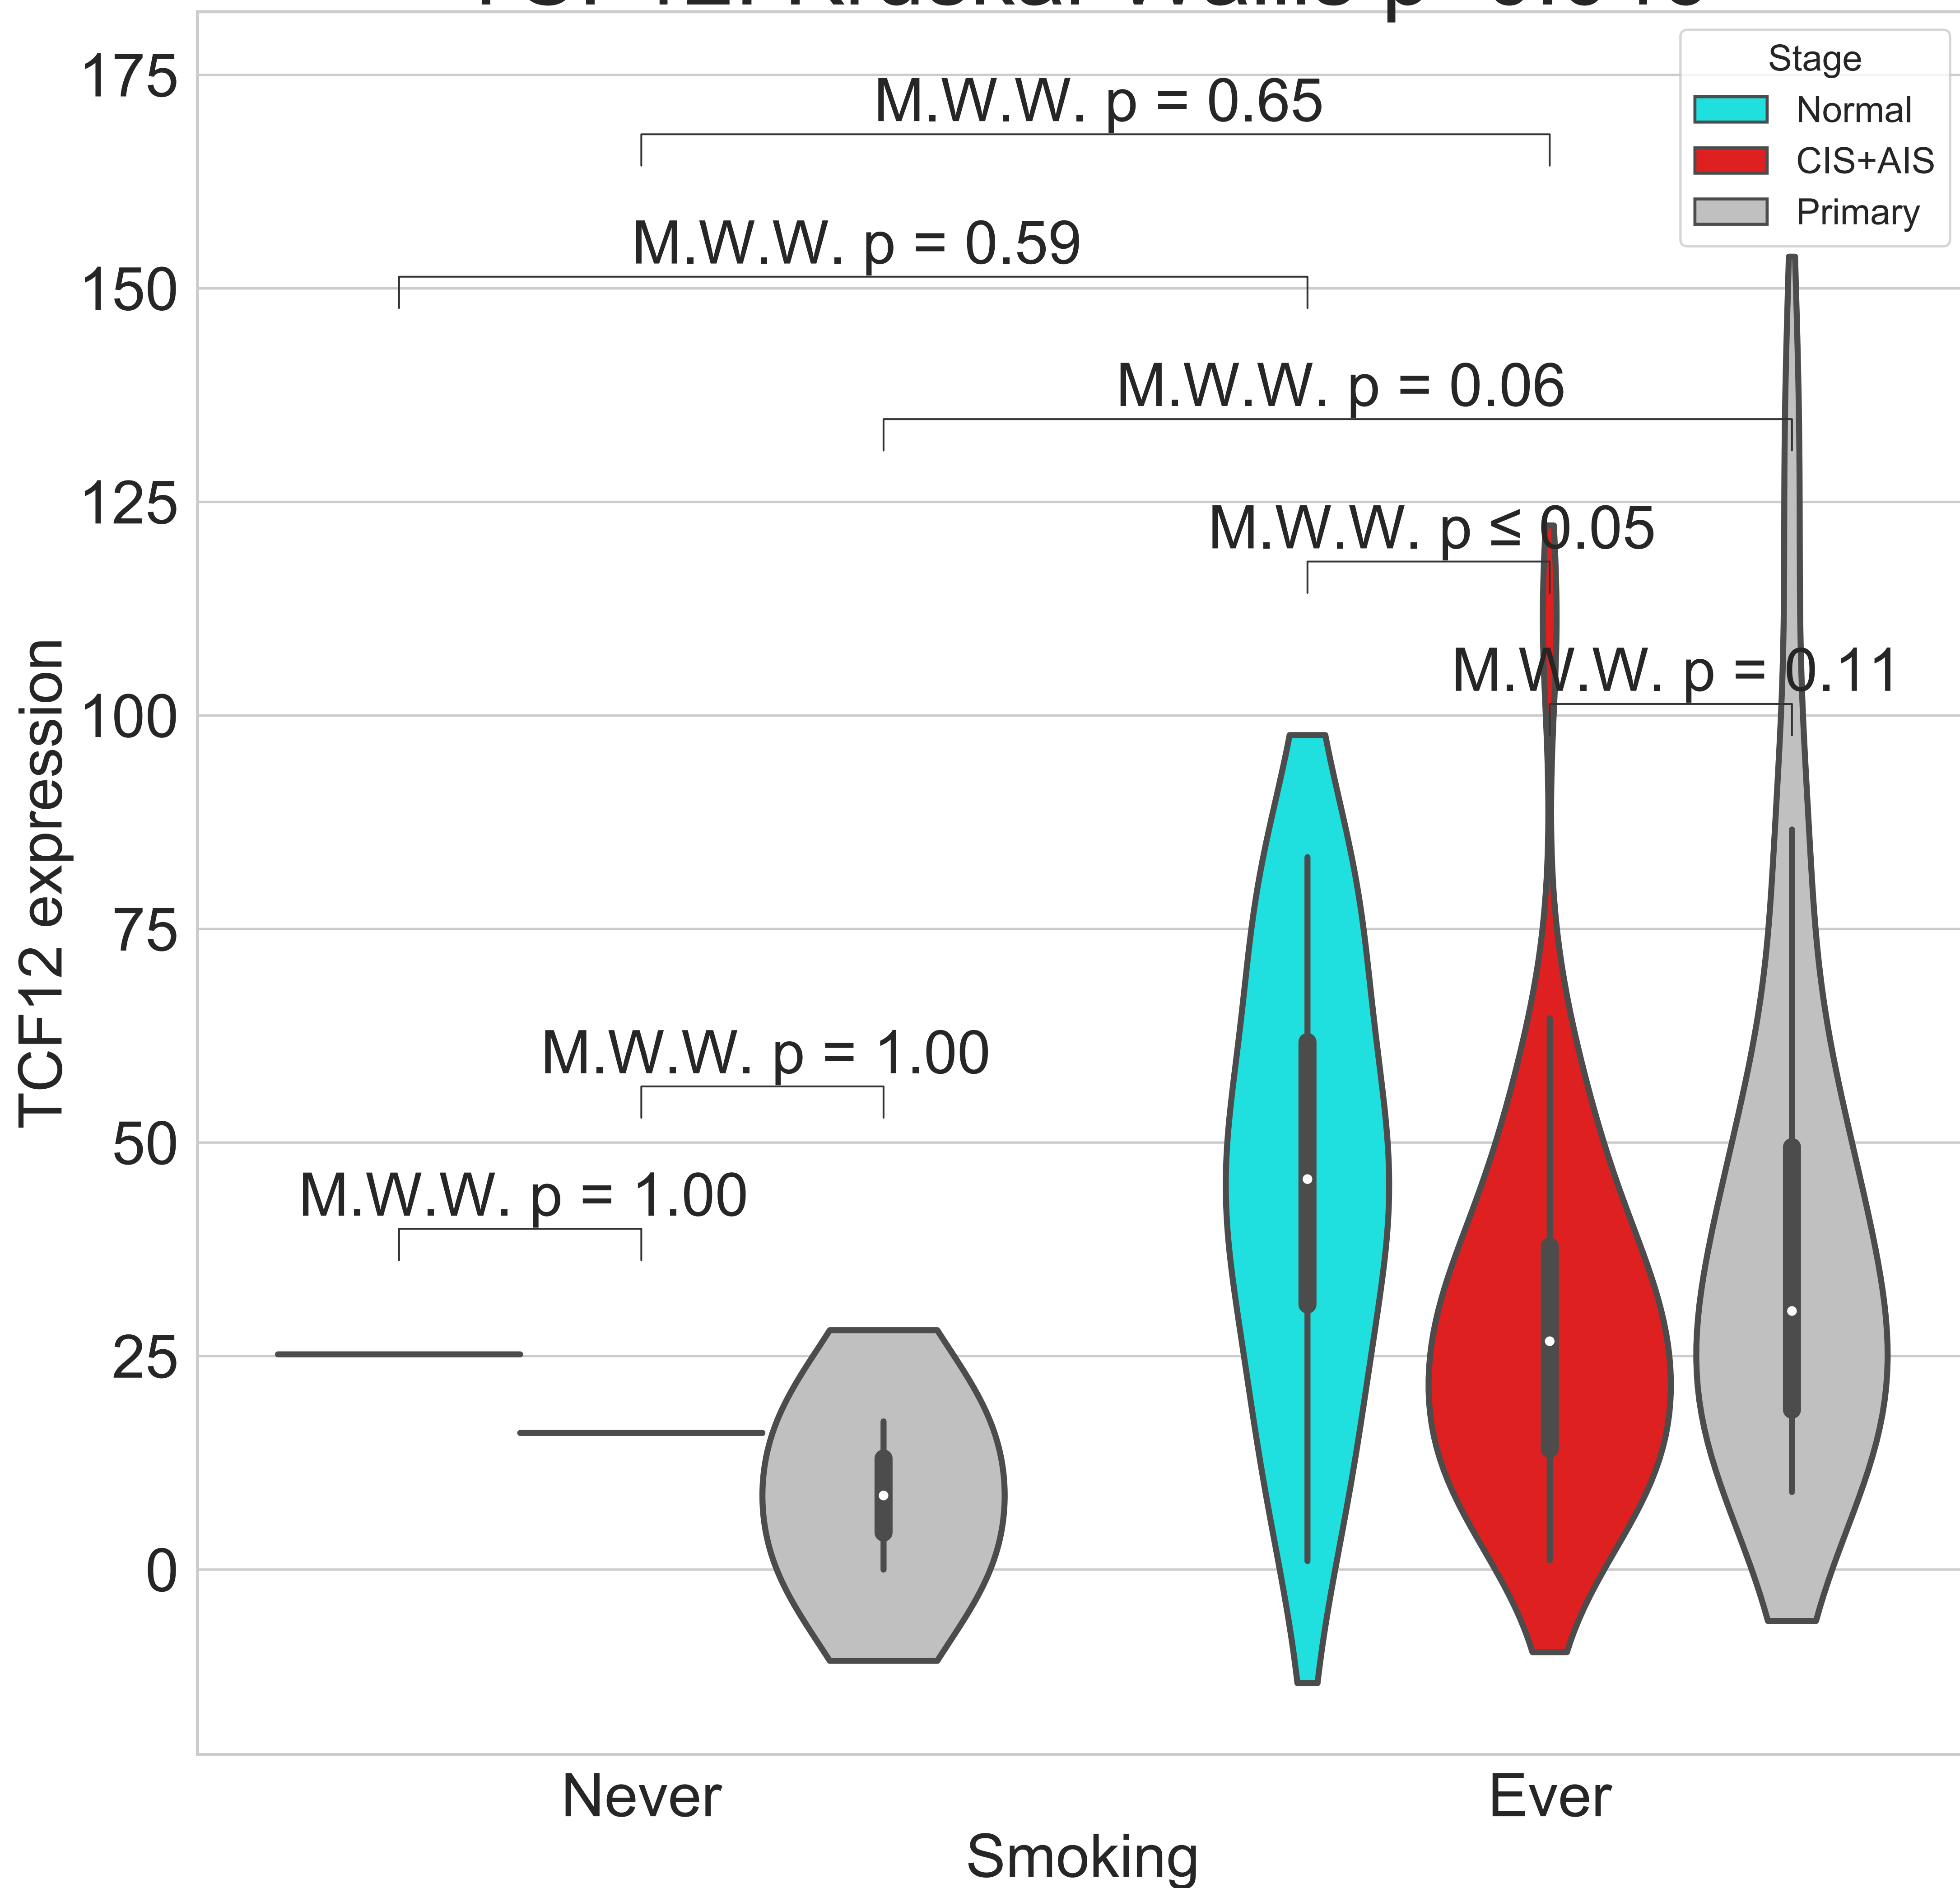 175
150
125
100
75
50
25
0
TCF12 expression
M.W.W. p = 0.65
M.W.W. p = 0.59
M.W.W. p = 0.06
M.W.W. p ≤ 0.05
M.W.W. p = 0.11
M.W.W. p = 1.00
M.W.W. p = 1.00
Stage
Normal
CIS+AIS
Primary
Never
Ever
Smoking